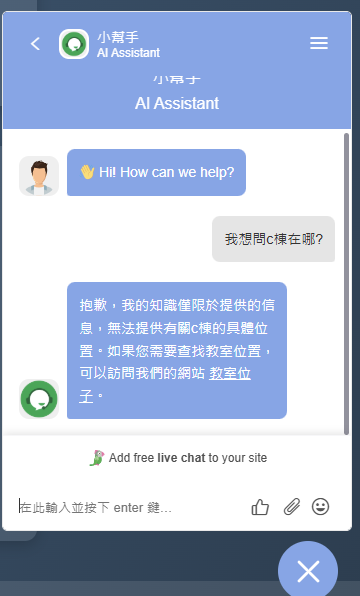 小幫手
AI Assistant
小幫手
AI Assistant
👋 Hi! How can we help?
我想問c棟在哪?
抱歉，我的知識僅限於提供的信
息，無法提供有關c棟的具體位
置。如果您需要查找教室位置，
可以訪問我們的網站 教室位
子。
Add free live chat to your site
在此輸入並按下 enter 鍵...